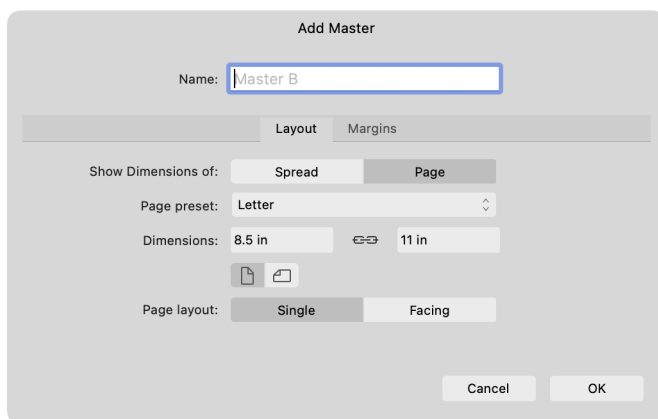 Add Master
Name: Master B
Layout Margins
Show Dimensions of: Spread Page
Page preset: Letter
Dimensions: 8.5 in 11 in
Page layout: Single Facing
Cancel OK